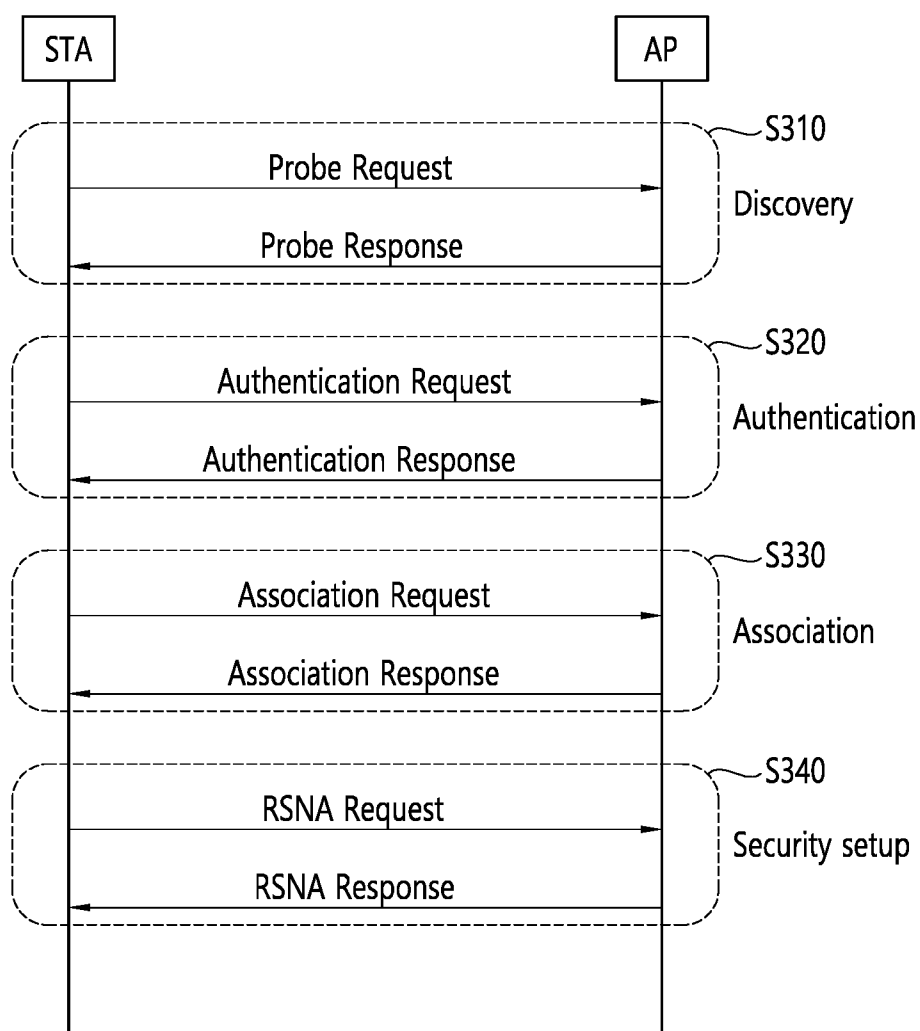 STA
AP
S310
Probe Request
Discovery
Probe Response
S320
Authentication Request
Authentication
Authentication Response
S330
Association Request
Association
Association Response
S340
RSNA Request
Security setup
RSNA Response